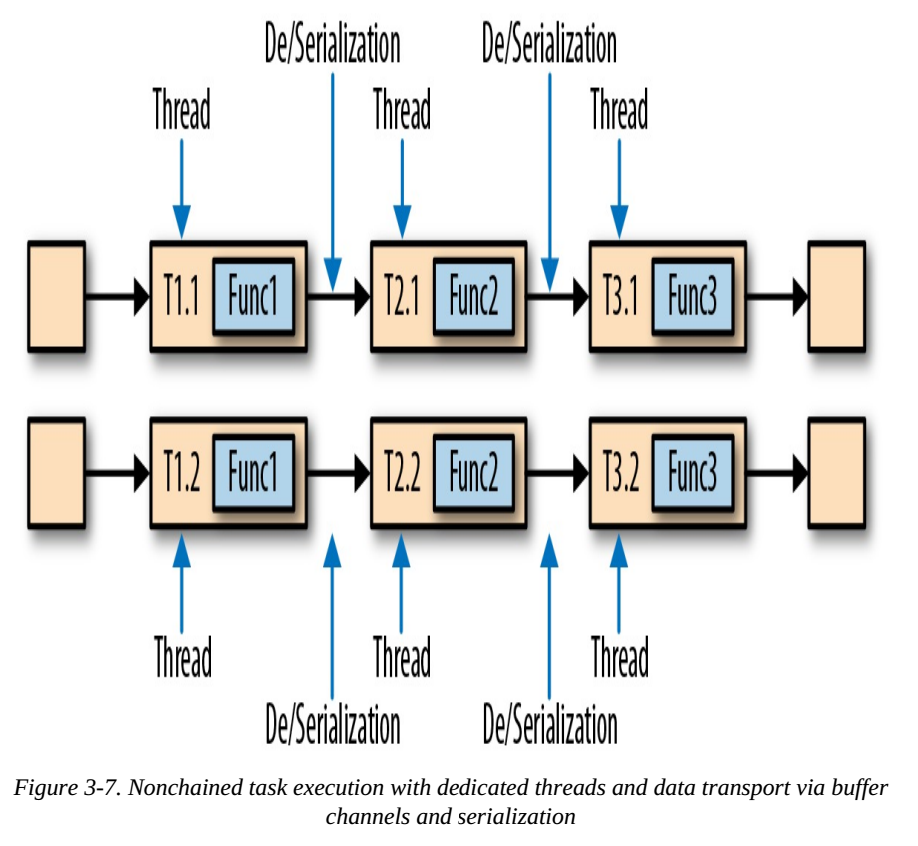 De/Serialization De/Serialization
Thread Thread Thread
T1.1 Func1 T2.1 Func2 T3.1 Func3
T1.2 Func1 T2.2 Func2 T3.2 Func3
Thread Thread Thread
De/Serialization De/Serialization
Figure 3-7. Nonchained task execution with dedicated threads and data transport via buffer
channels and serialization